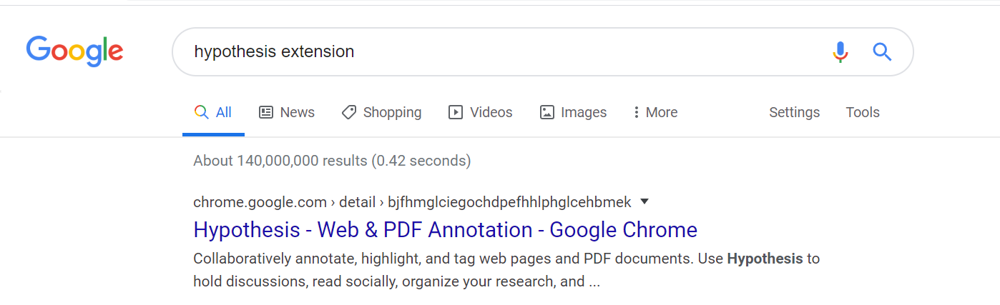 Google
hypothesis extension
All News Shopping Videos Images More Settings Tools
About 140,000,000 results (0.42 seconds)
chrome.google.com › detail › bjfhmglciegochdpefhhlphglcehbmek
Hypothesis - Web & PDF Annotation - Google Chrome
Collaboratively annotate, highlight, and tag web pages and PDF documents. Use Hypothesis to
hold discussions, read socially, organize your research, and ...